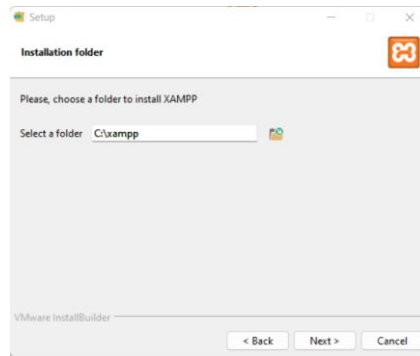 Setup
Installation folder
Please, choose a folder to install XAMPP
Select a folder C:\xampp
VMware InstallBuilder
< Back Next > Cancel